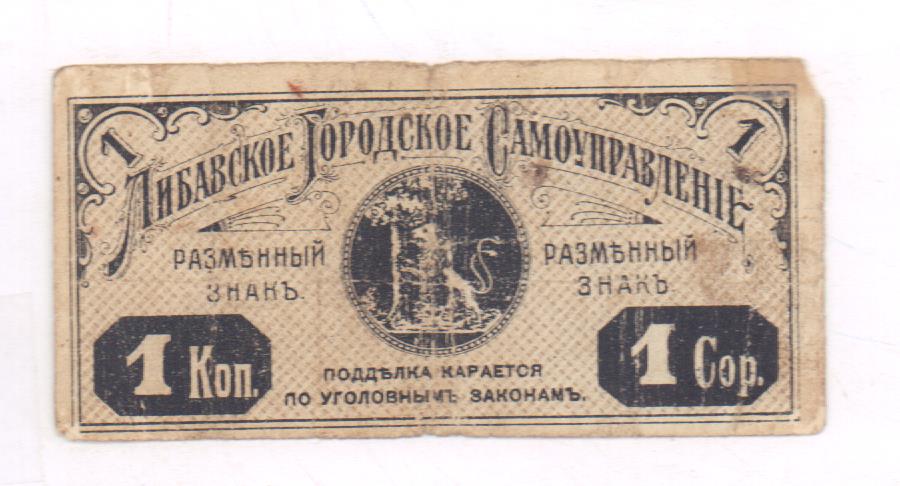 1 1
Либавское Городское Самоуправленіе
РАЗМѢННЫЙ
ЗНАКЪ.
РАЗМѢННЫЙ
ЗНАКЪ.
1 Коп.
ПОДДѢЛКА КАРАЕТСЯ
ПО УГОЛОВНЫМЪ ЗАКОНАМЪ.
1 Cop.